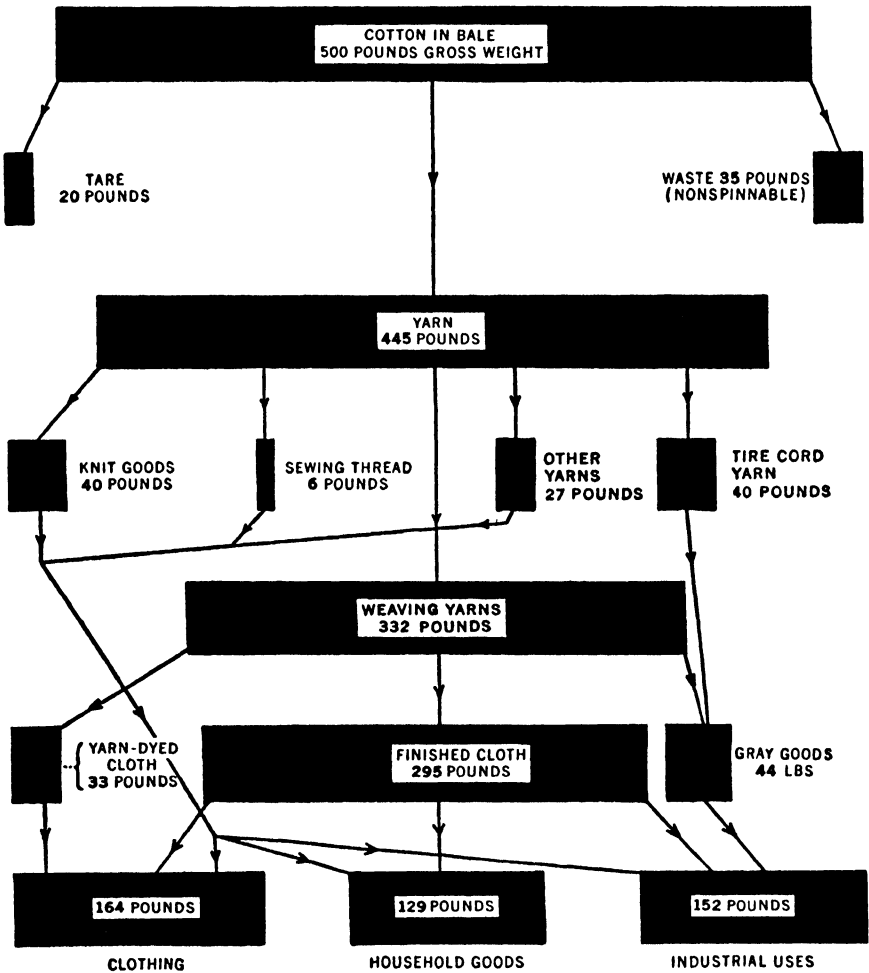 COTTON IN BALE
500 POUNDS GROSS WEIGHT
TARE
20 POUNDS
WASTE 35 POUNDS
(NONSPINNABLE)
YARN
445 POUNDS
KNIT GOODS
40 POUNDS
SEWING THREAD
6 POUNDS
OTHER
YARNS
27 POUNDS
TIRE CORD
YARN
40 POUNDS
WEAVING YARNS
332 POUNDS
YARN-DYED
CLOTH
33 POUNDS
FINISHED CLOTH
295 POUNDS
GRAY GOODS
44 LBS
164 POUNDS
129 POUNDS
152 POUNDS
CLOTHING
HOUSEHOLD GOODS
INDUSTRIAL USES